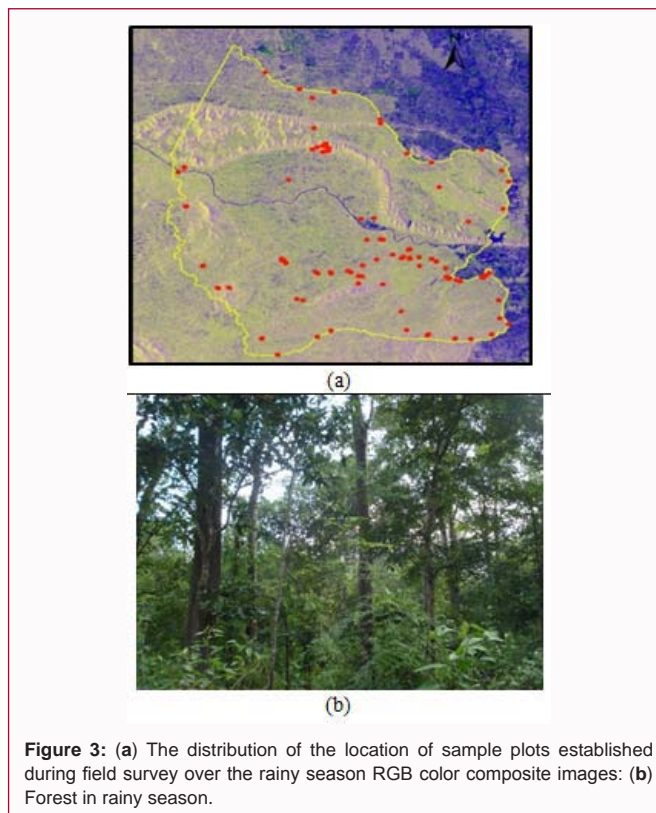 (a)
(b)
Figure 3: (a) The distribution of the location of sample plots established
during field survey over the rainy season RGB color composite images: (b)
Forest in rainy season.